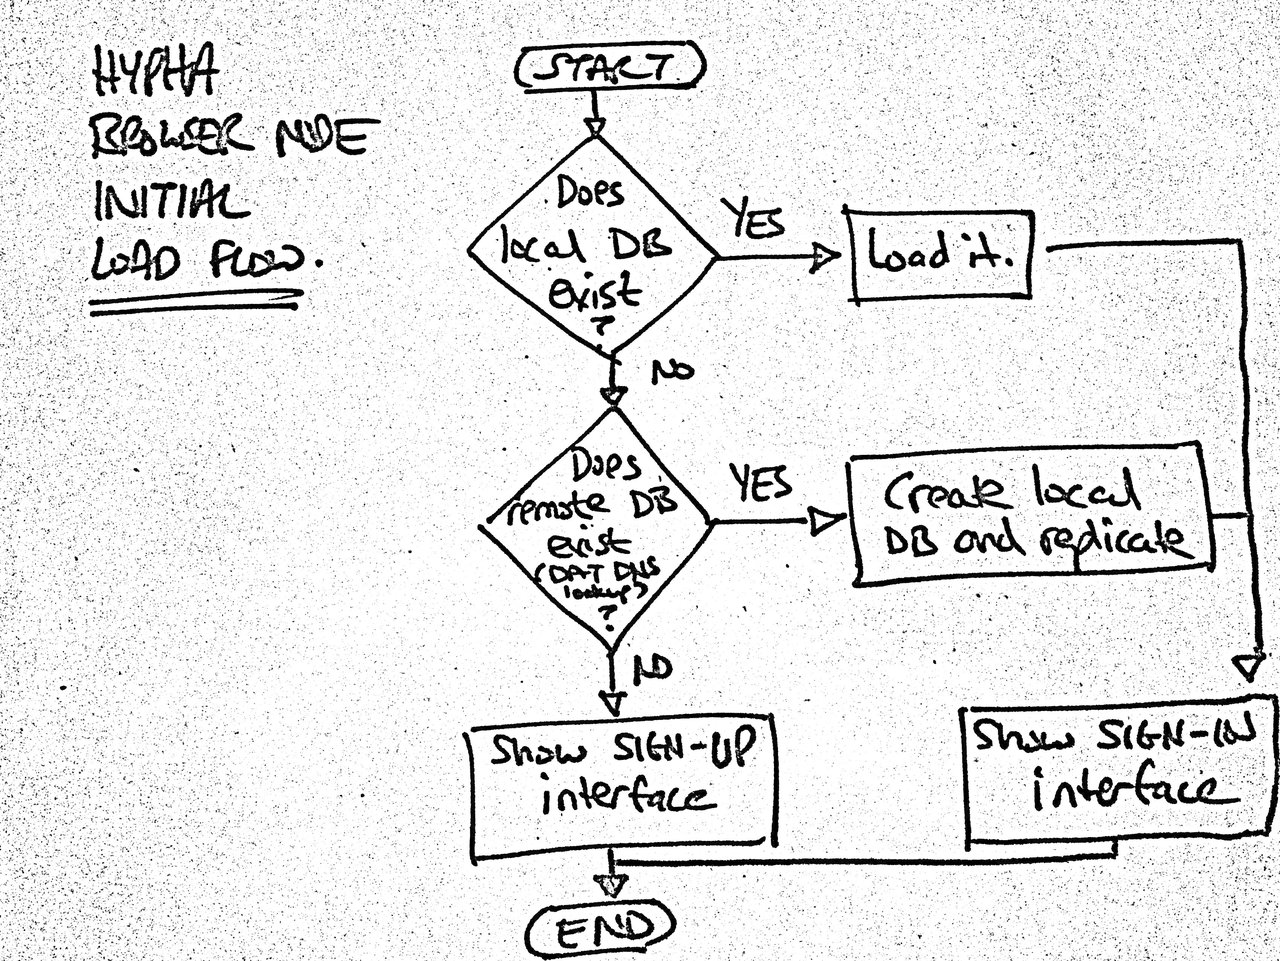 HYPHA
BROWSER NODE
INITIAL
LOAD FLOW.
START
Does
local DB
exist
?
YES
Load it.
NO
Does
remote DB
exist
(DAT DNS
lookup)
?
YES
Create local
DB and replicate
NO
Show SIGN-UP
interface
Show SIGN-IN
interface
END